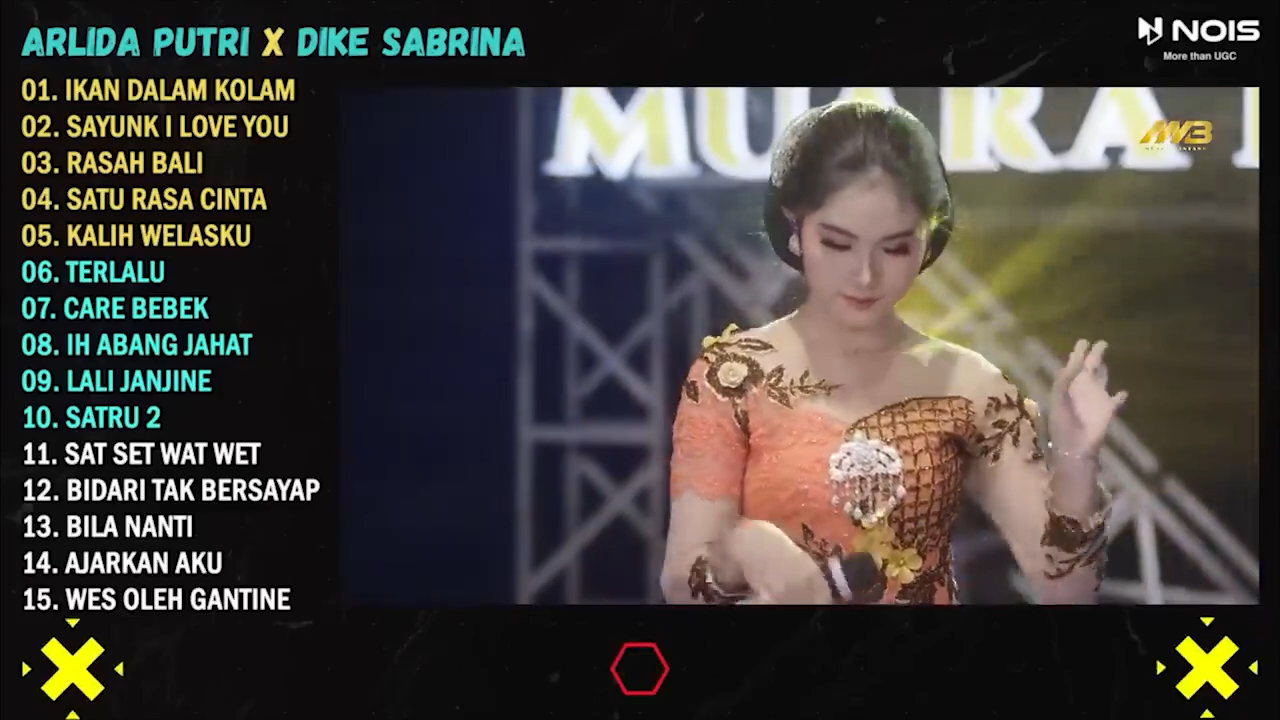 ARLIDA PUTRI X DIKE SABRINA
NOIS
More than UGC
01. IKAN DALAM KOLAM
02. SAYUNK I LOVE YOU
03. RASAH BALI
04. SATU RASA CINTA
05. KALIH WELASKU
06. TERLALU
07. CARE BEBEK
08. IH ABANG JAHAT
09. LALI JANJINE
10. SATRU 2
11. SAT SET WAT WET
12. BIDARI TAK BERSAYAP
13. BILA NANTI
14. AJARKAN AKU
15. WES OLEH GANTINE
MUARA
MB